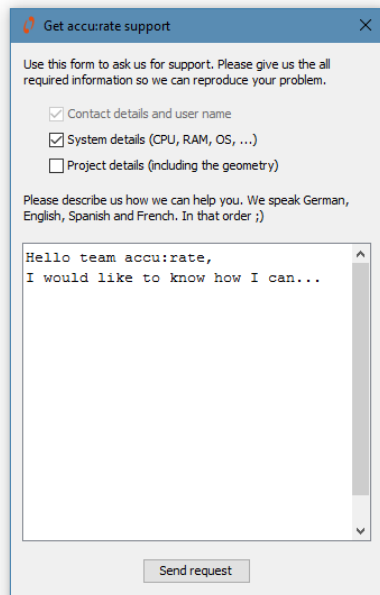 Get accu:rate support
Use this form to ask us for support. Please give us the all
required information so we can reproduce your problem.
Contact details and user name
System details (CPU, RAM, OS, ...)
Project details (including the geometry)
Please describe us how we can help you. We speak German,
English, Spanish and French. In that order ;)
Hello team accu:rate,
I would like to know how I can...
Send request